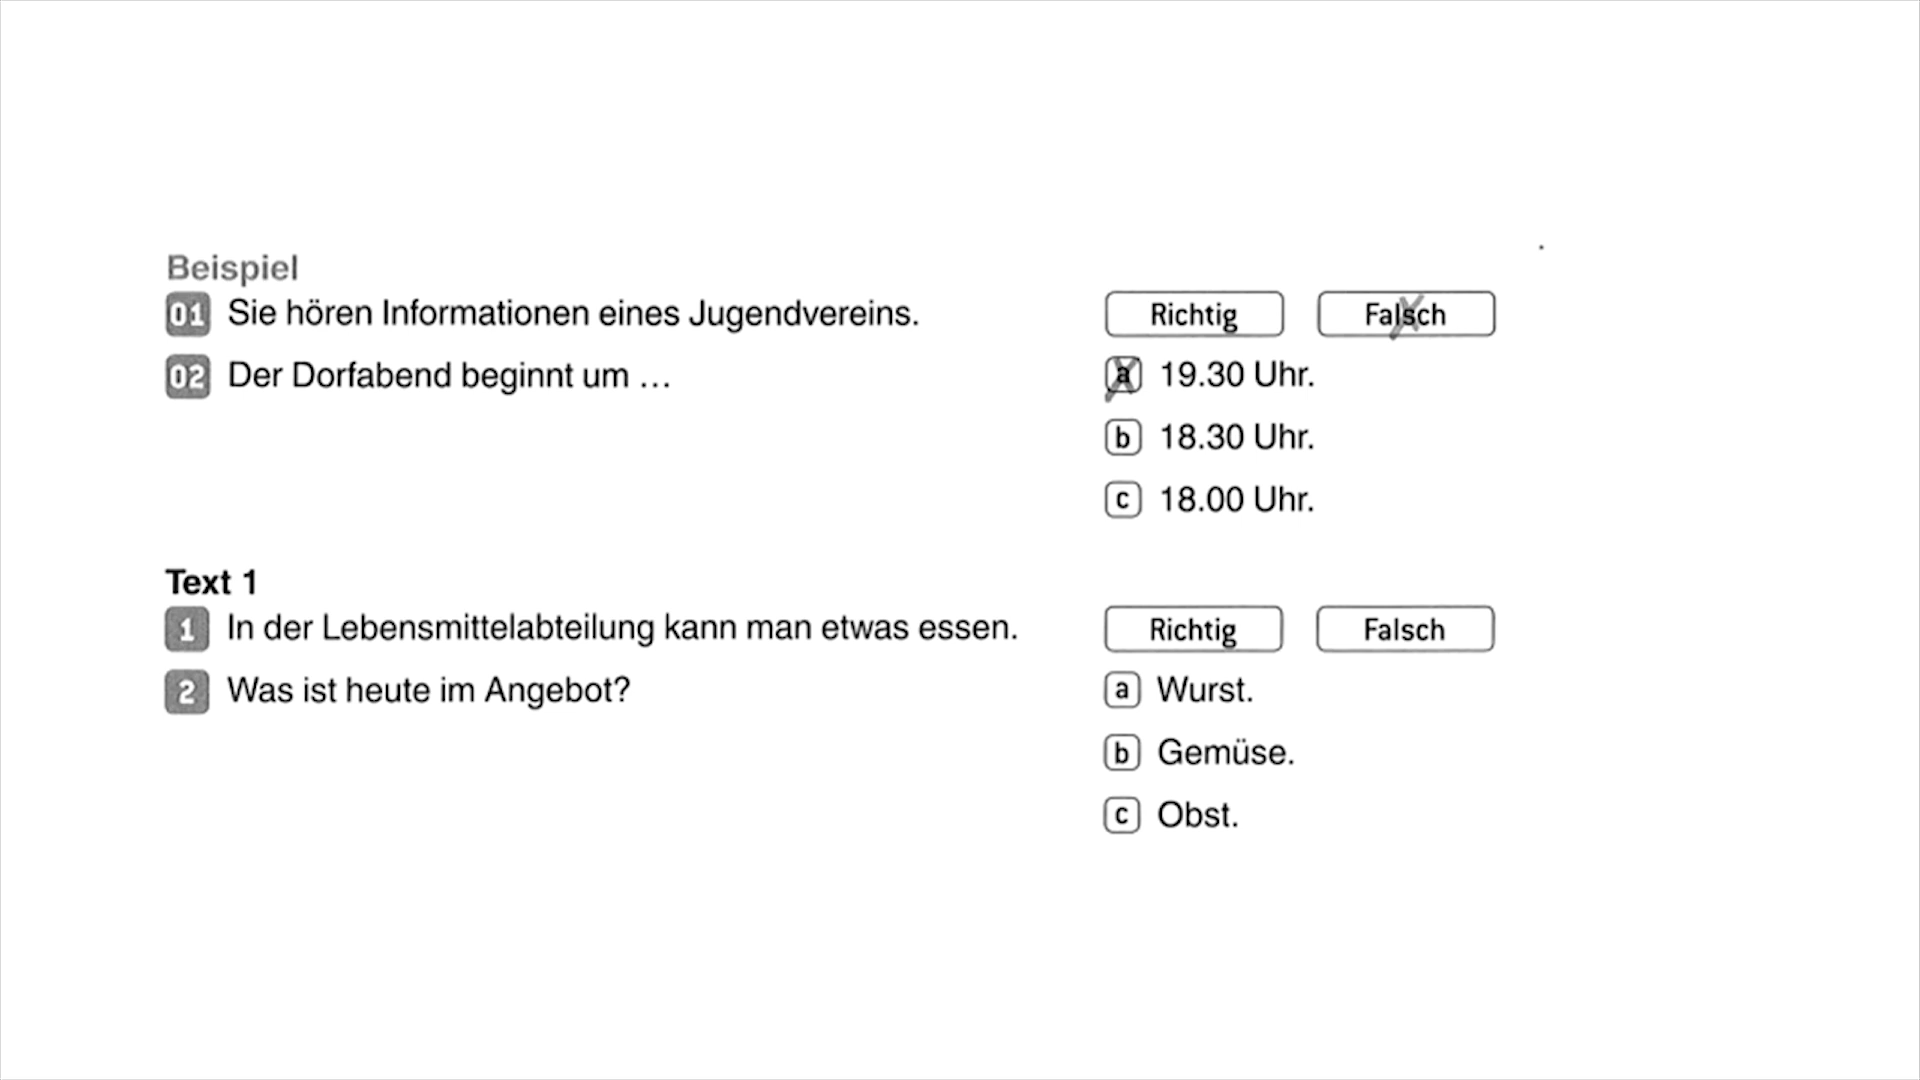 Beispiel
01 Sie hören Informationen eines Jugendvereins. Richtig Falsch
02 Der Dorfabend beginnt um ... a 19.30 Uhr.
b 18.30 Uhr.
c 18.00 Uhr.
Text 1
1 In der Lebensmittelabteilung kann man etwas essen. Richtig Falsch
2 Was ist heute im Angebot? a Wurst.
b Gemüse.
c Obst.